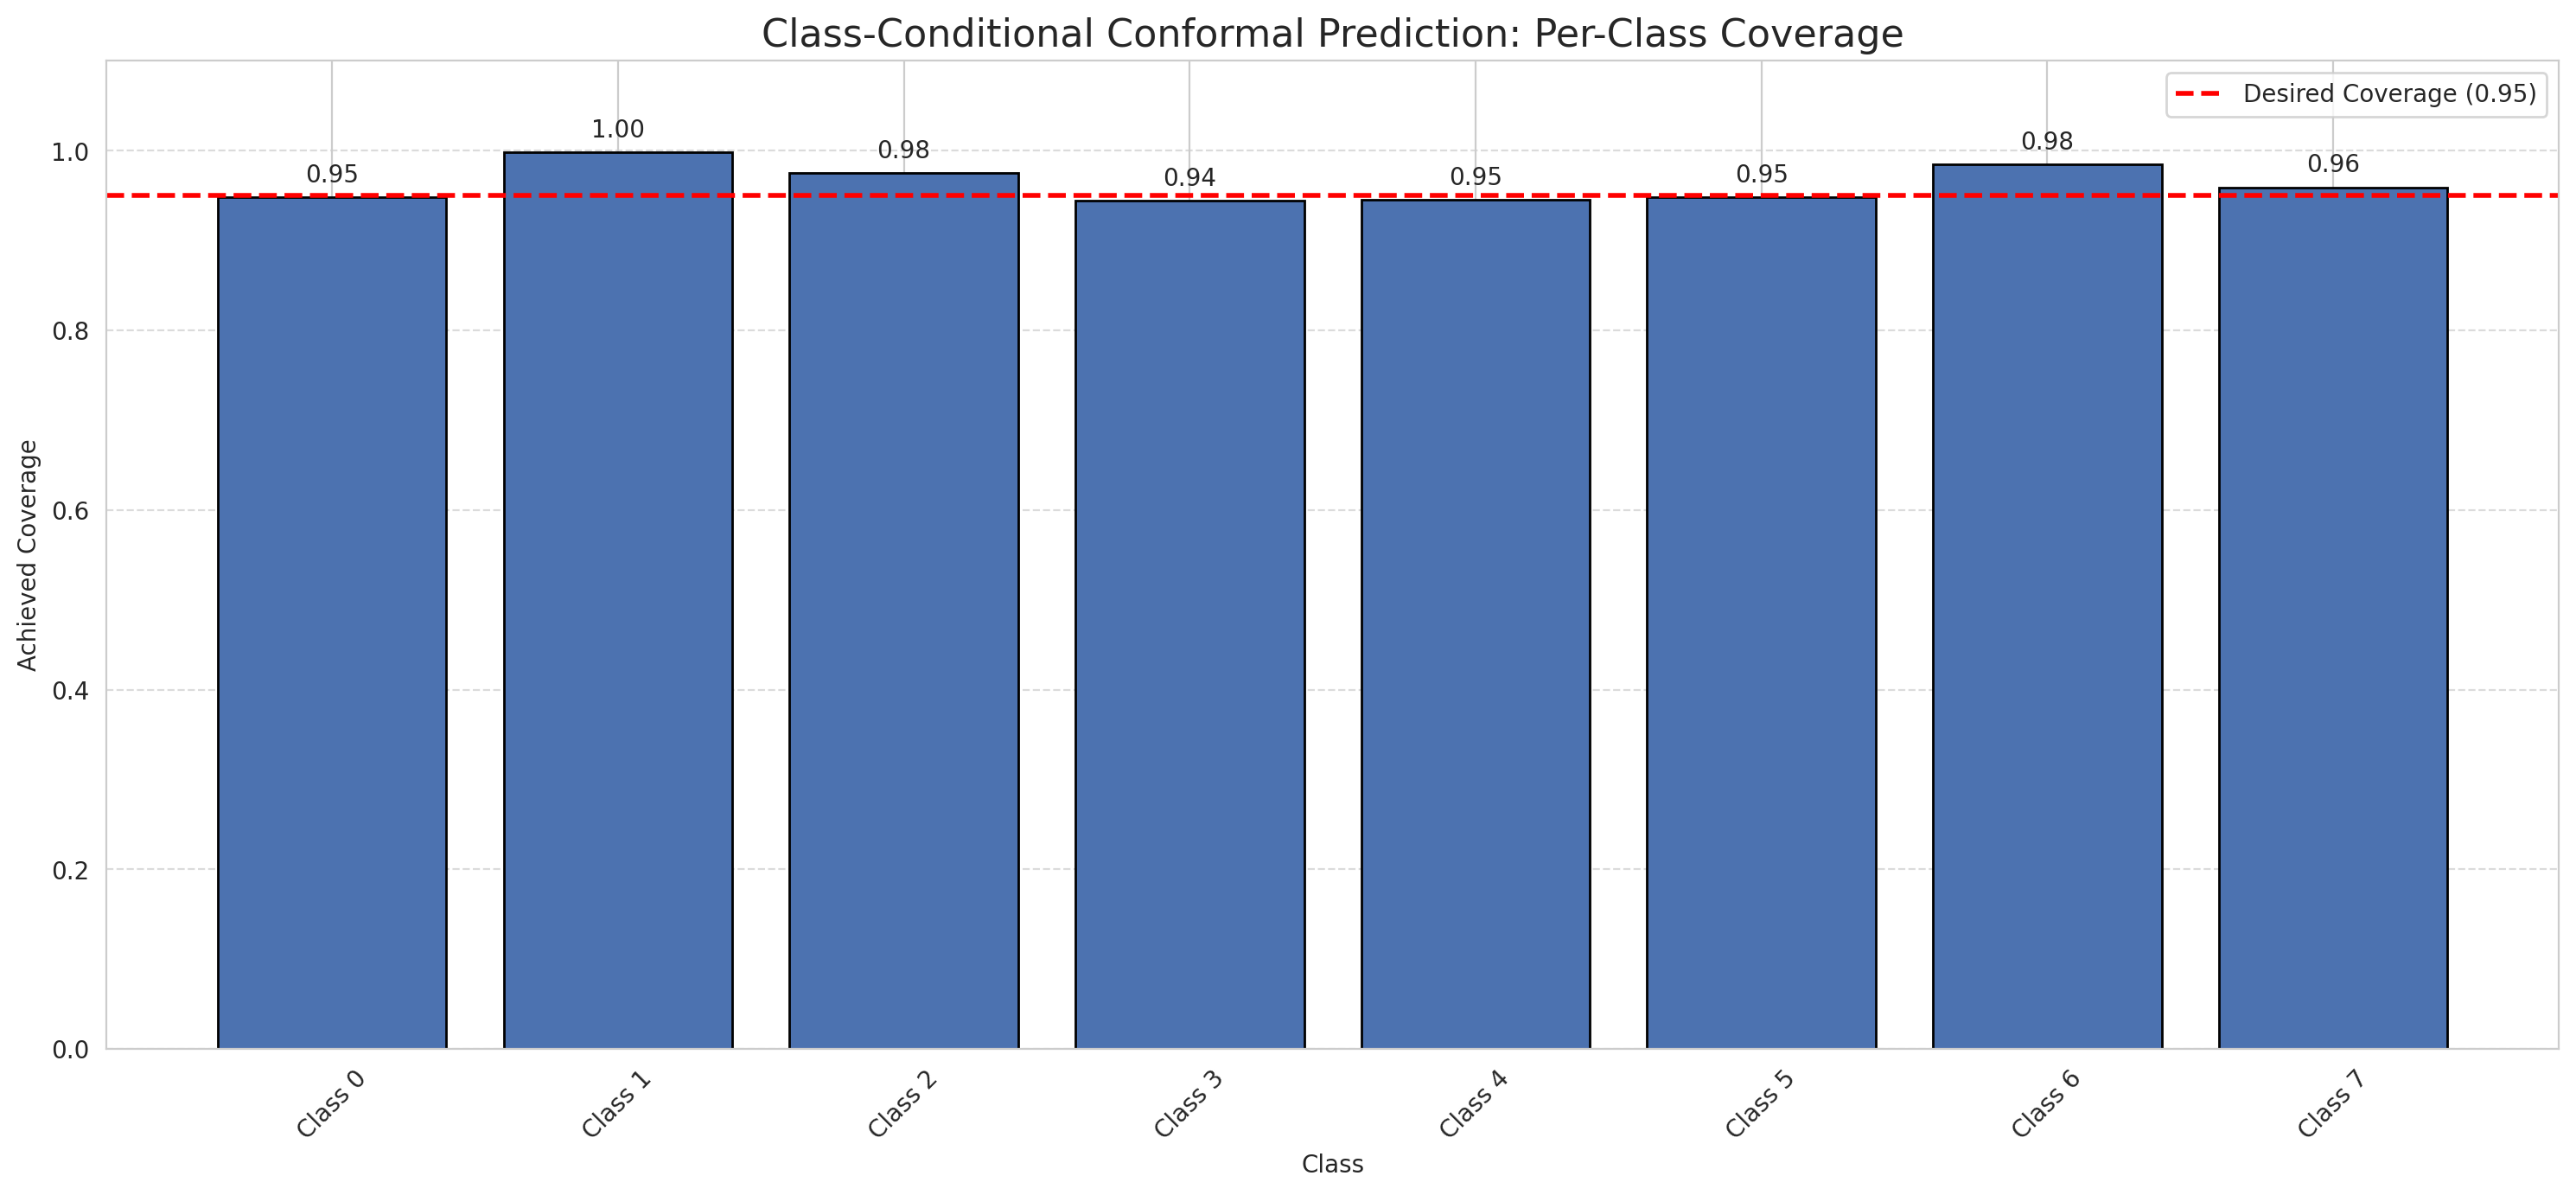 Class-Conditional Conformal Prediction: Per-Class Coverage
Desired Coverage (0.95)
Achieved Coverage
1.0
0.8
0.6
0.4
0.2
0.0
0.95
1.00
0.98
0.94
0.95
0.95
0.98
0.96
Class 0
Class 1
Class 2
Class 3
Class 4
Class 5
Class 6
Class 7
Class